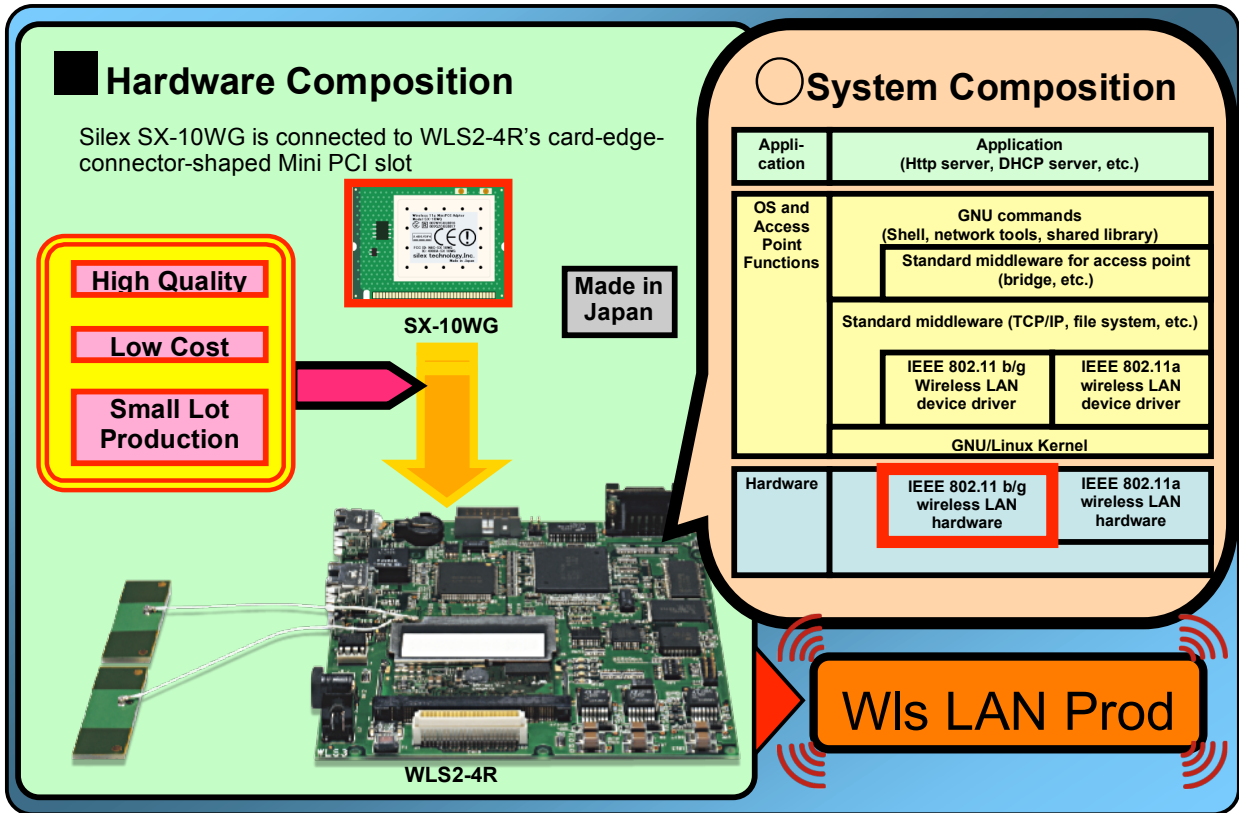 Hardware Composition
Silex SX-10WG is connected to WLS2-4R's card-edge-
connector-shaped Mini PCI slot
High Quality
Low Cost
Small Lot
Production
silex technology,Inc.
Made in Japan
SX-10WG
Made in
Japan
WLS3
WLS2-4R
System Composition
Appli-
cation
Application
(Http server, DHCP server, etc.)
OS and
Access
Point
Functions
GNU commands
(Shell, network tools, shared library)
Standard middleware for access point
(bridge, etc.)
Standard middleware (TCP/IP, file system, etc.)
IEEE 802.11 b/g
Wireless LAN
device driver
IEEE 802.11a
wireless LAN
device driver
GNU/Linux Kernel
Hardware
IEEE 802.11 b/g
wireless LAN
hardware
IEEE 802.11a
wireless LAN
hardware
Wls LAN Prod